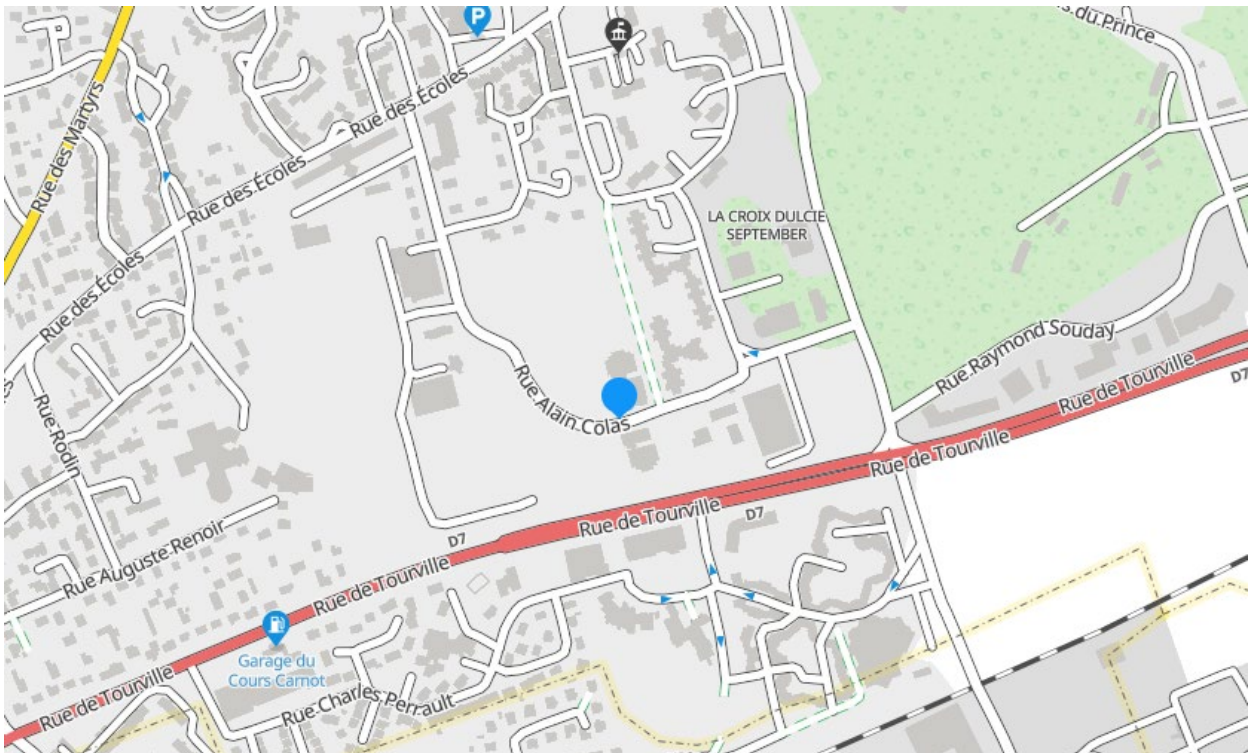 P
s du Prince
Rue des Martyrs
Rue des Écoles
Rue des Écoles
LA CROIX DULCIE
SEPTEMBER
Rue des Écoles
Rue Raymond Souday
Rue de Tourville
D7
Rue Alain Colas
Rue Rodin
Rue de Tourville
Rue de Tourville
D7
D7
Rue Auguste Renoir
Rue de Tourville
Garage du
Cours Carnot
Rue de Tourville
Rue Charles Perrault